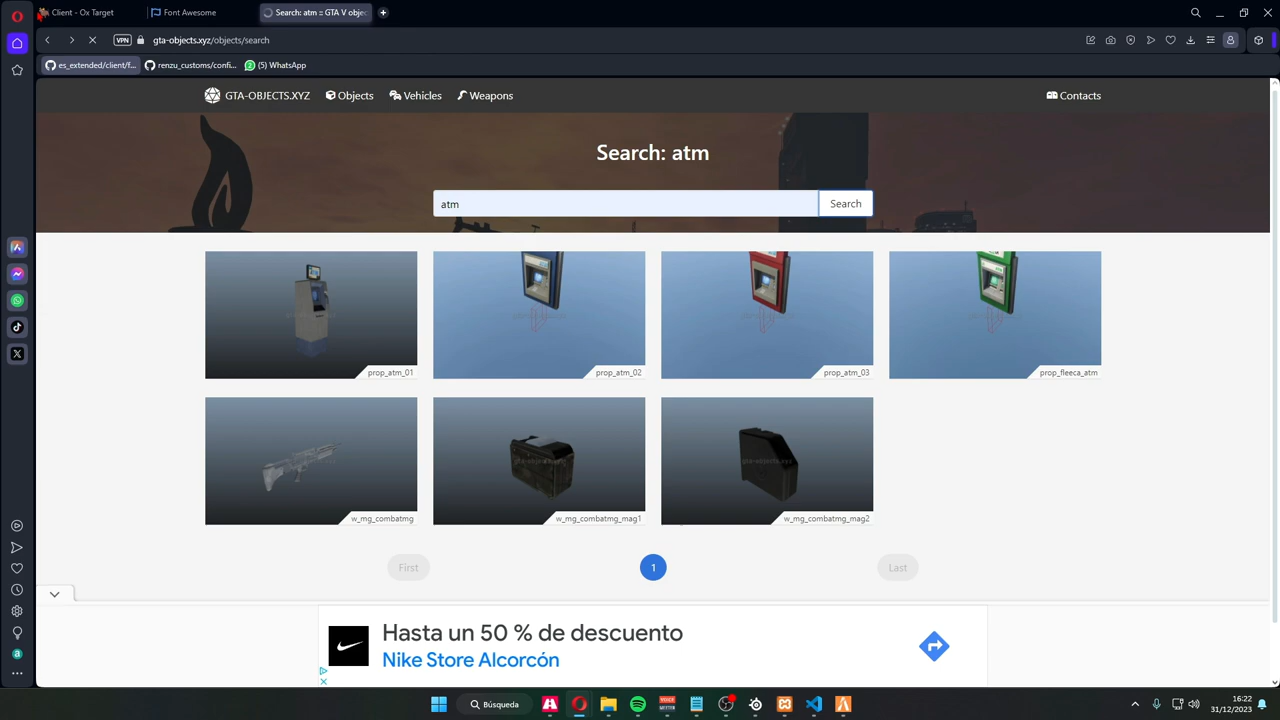 Client - Ox Target
Font Awesome
Search: atm :: GTA V objec
VPN
gta-objects.xyz/objects/search
es_extended/client/f...
renzu_customs/confi...
(5) WhatsApp
GTA-OBJECTS.XYZ
Objects
Vehicles
Weapons
Contacts
Search: atm
atm
Search
prop_atm_01
prop_atm_02
prop_atm_03
prop_fleeca_atm
w_mg_combatmg
w_mg_combatmg_mag1
w_mg_combatmg_mag2
First
1
Last
Hasta un 50 % de descuento
Nike Store Alcorcón
Búsqueda
16:22
31/12/2023